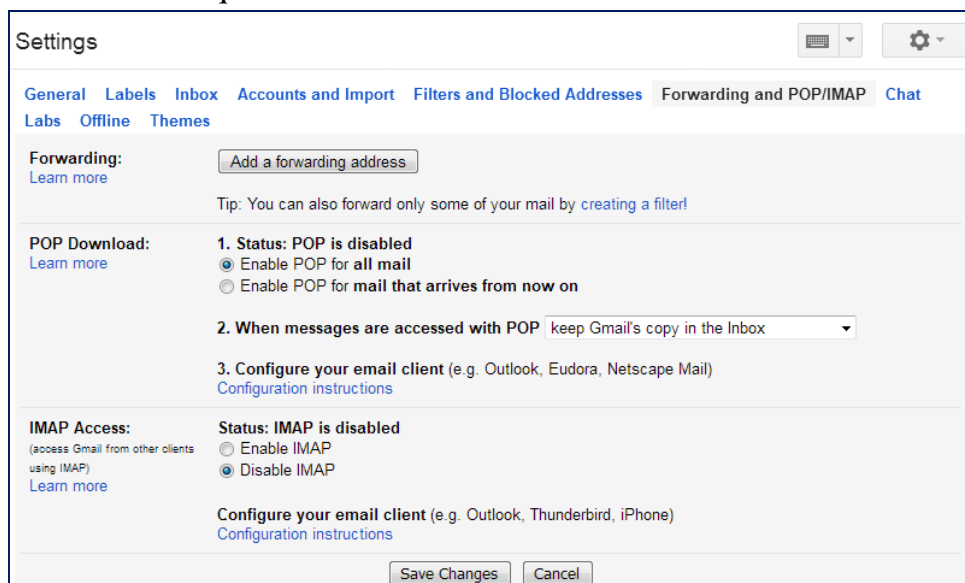 Settings
General Labels Inbox Accounts and Import Filters and Blocked Addresses Forwarding and POP/IMAP Chat
Labs Offline Themes
Forwarding:
Learn more
Add a forwarding address
Tip: You can also forward only some of your mail by creating a filter!
POP Download:
Learn more
1. Status: POP is disabled
Enable POP for all mail
Enable POP for mail that arrives from now on
2. When messages are accessed with POP keep Gmail's copy in the Inbox
3. Configure your email client (e.g. Outlook, Eudora, Netscape Mail)
Configuration instructions
IMAP Access:
(access Gmail from other clients
using IMAP)
Learn more
Status: IMAP is disabled
Enable IMAP
Disable IMAP
Configure your email client (e.g. Outlook, Thunderbird, iPhone)
Configuration instructions
Save Changes Cancel